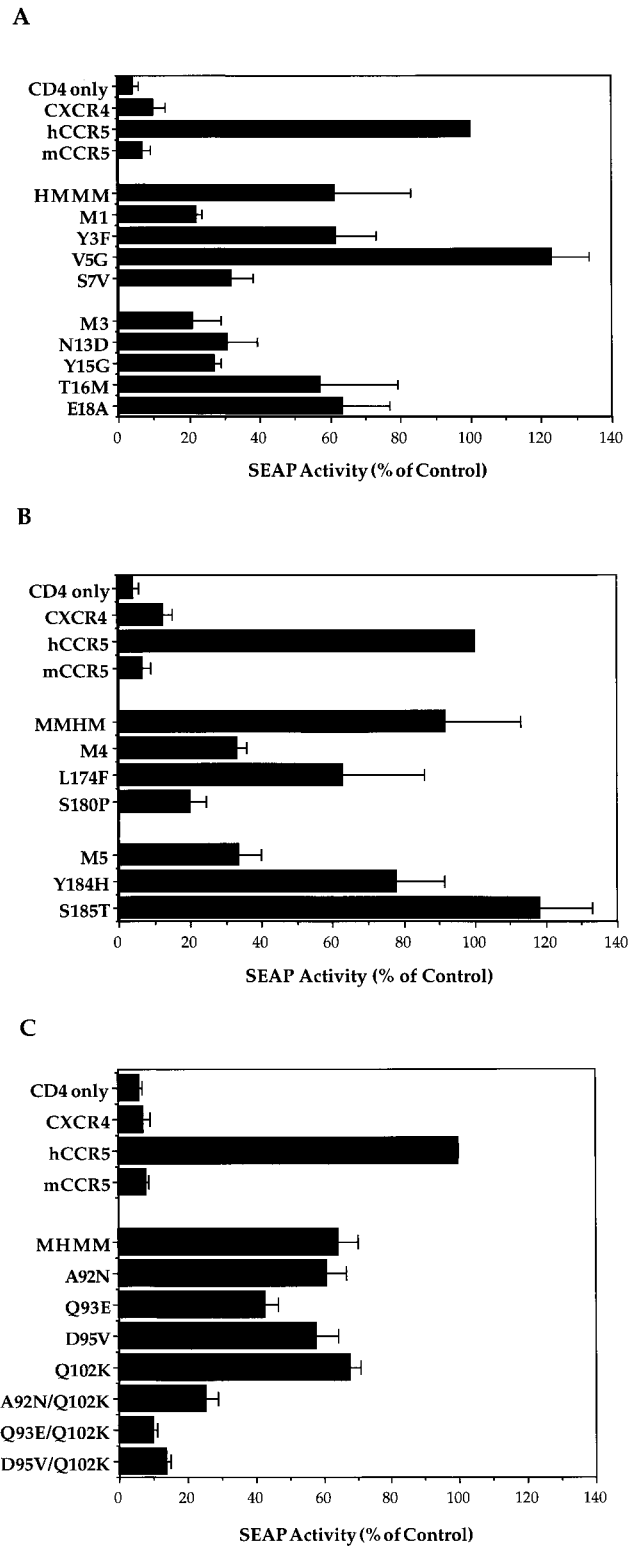 A
CD4 only
CXCR4
hCCR5
mCCR5
HMMM
M1
Y3F
V5G
S7V
M3
N13D
Y15G
T16M
E18A
0 20 40 60 80 100 120 140
SEAP Activity (% of Control)
B
CD4 only
CXCR4
hCCR5
mCCR5
MMHM
M4
L174F
S180P
M5
Y184H
S185T
0 20 40 60 80 100 120 140
SEAP Activity (% of Control)
C
CD4 only
CXCR4
hCCR5
mCCR5
MHMM
A92N
Q93E
D95V
Q102K
A92N/Q102K
Q93E/Q102K
D95V/Q102K
0 20 40 60 80 100 120 140
SEAP Activity (% of Control)